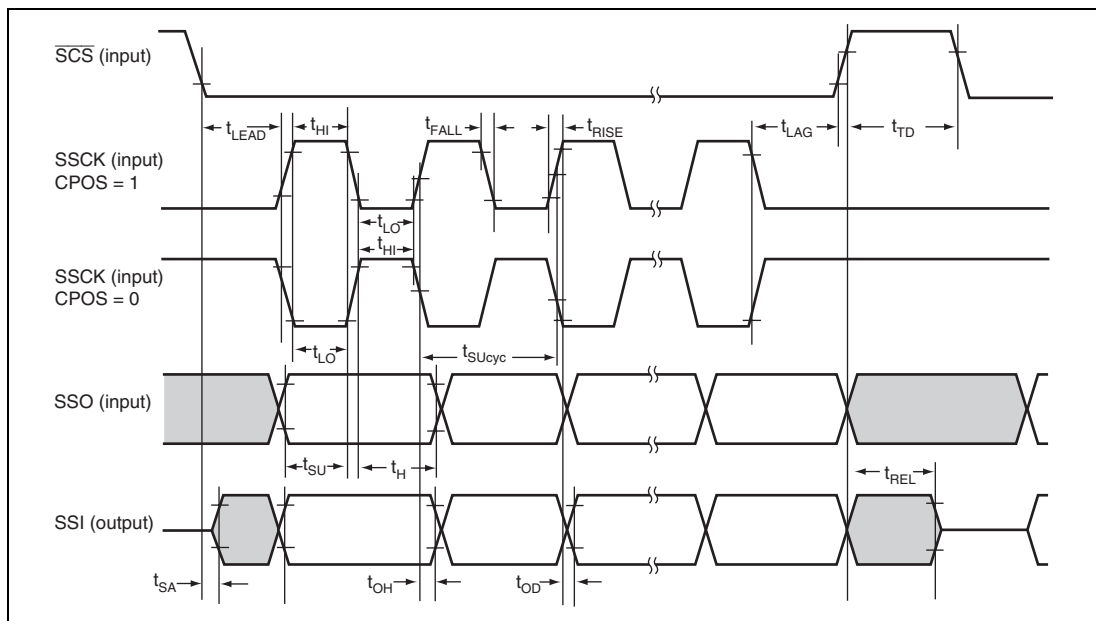 SCS (input)
tLEAD tHI tFALL tRISE tLAG tTD
SSCK (input)
CPOS = 1
tLO
tHI
SSCK (input)
CPOS = 0
tLO tSUcyc
SSO (input)
tSU tH tREL
SSI (output)
tSA tOH tOD